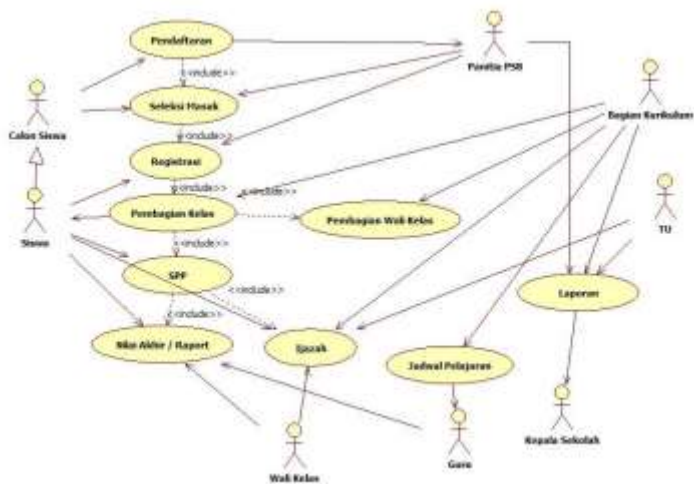 Pendaftaran
Panitia PSB
<<include>>
Seleksi Masuk
Calon Siswa
Bagian Kurikulum
<<include>>
Registrasi
<<include>>
Pembagian Kelas
Pembagian Wali Kelas
Siswa
TU
<<include>>
SPP
<<include>>
Laporan
<<include>>
Nilai Akhir / Raport
Ijazah
Jadwal Pelajaran
Kepala Sekolah
Guru
Wali Kelas